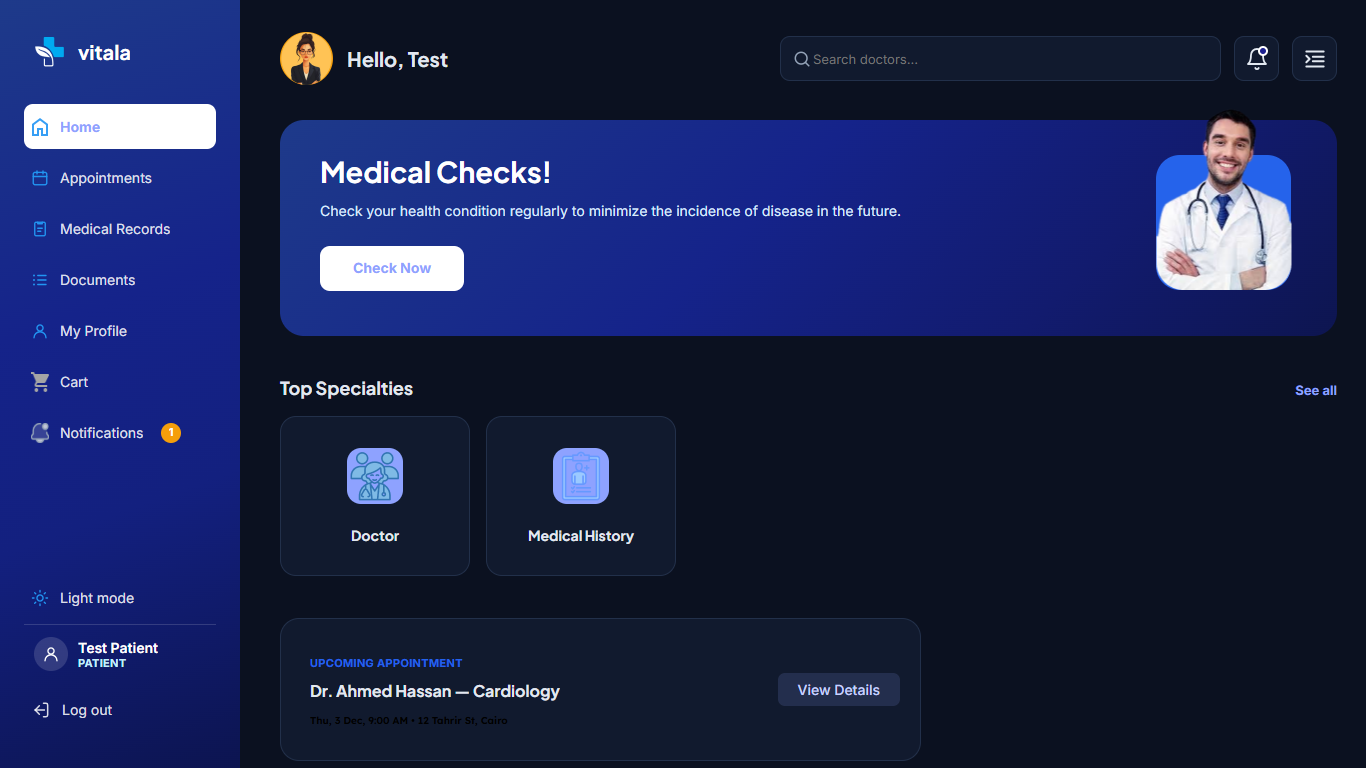 vitala
Hello, Test
Search doctors...
Home
Appointments
Medical Records
Documents
My Profile
Cart
Notifications 1
Light mode
Test Patient
PATIENT
Log out
Medical Checks!
Check your health condition regularly to minimize the incidence of disease in the future.
Check Now
Top Specialties
See all
Doctor
Medical History
UPCOMING APPOINTMENT
Dr. Ahmed Hassan — Cardiology
View Details
Thu, 3 Dec, 9:00 AM • 12 Tahrir St, Cairo